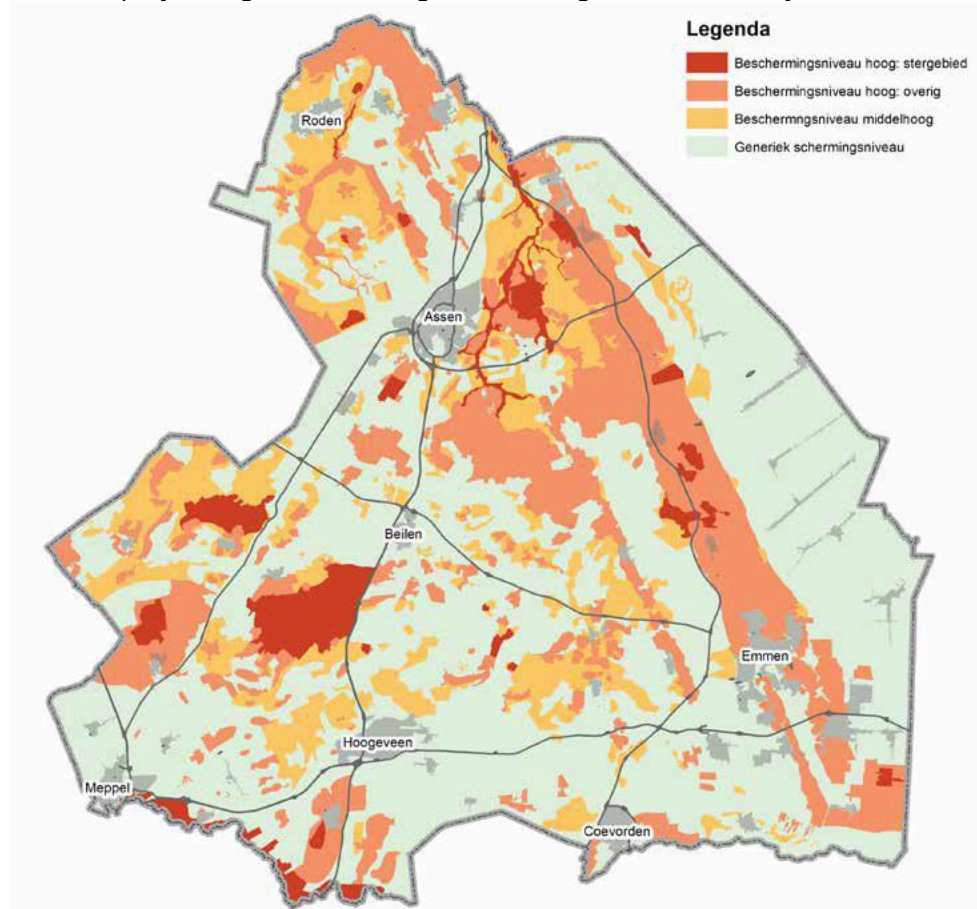 Legenda
Beschermingsniveau hoog: stergebied
Beschermingsniveau hoog: overig
Beschermngsniveau middelhoog
Generiek schermingsniveau
Roden
Assen
Beilen
Emmen
Hoogeveen
Meppel
Coevorden